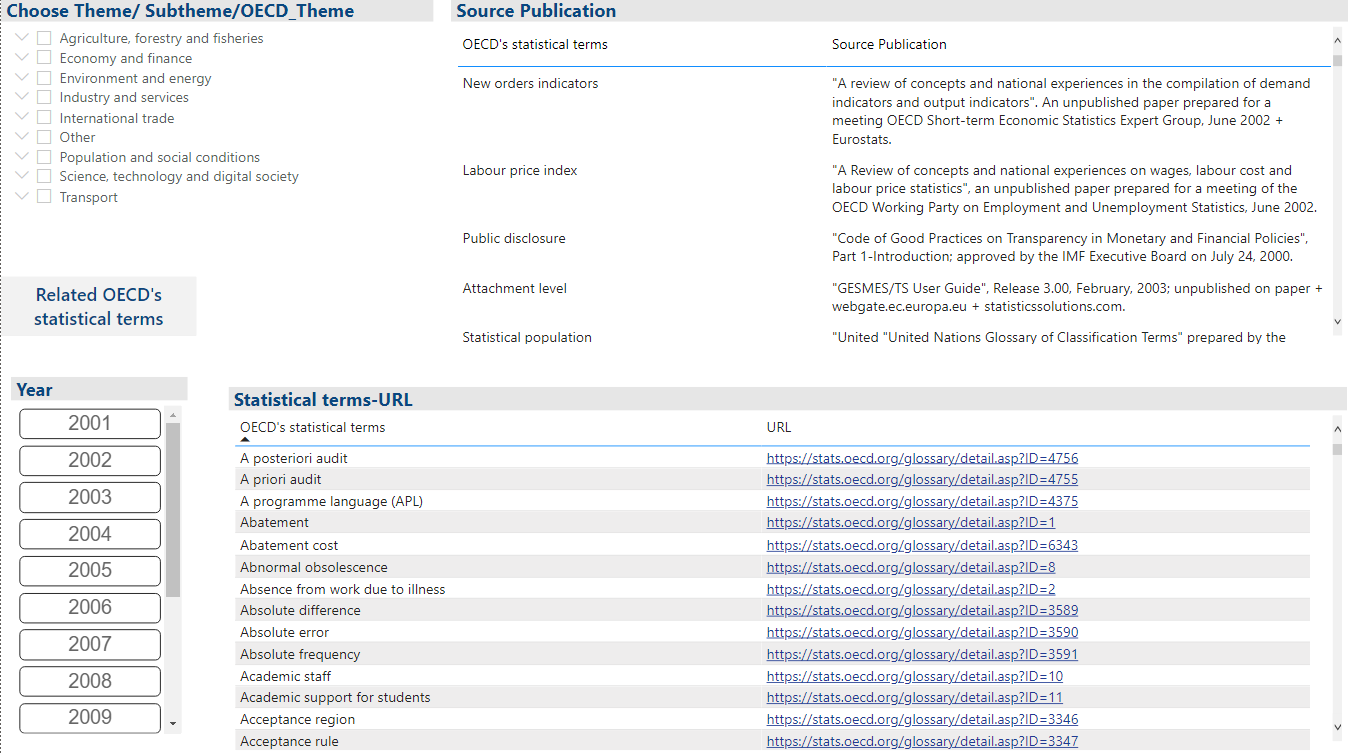 Choose Theme/ Subtheme/OECD_Theme
Agriculture, forestry and fisheries
Economy and finance
Environment and energy
Industry and services
International trade
Other
Population and social conditions
Science, technology and digital society
Transport
Source Publication
OECD's statistical terms Source Publication
New orders indicators "A review of concepts and national experiences in the compilation of demand
indicators and output indicators". An unpublished paper prepared for a
meeting OECD Short-term Economic Statistics Expert Group, June 2002 +
Eurostats.
Labour price index "A Review of concepts and national experiences on wages, labour cost and
labour price statistics", an unpublished paper prepared for a meeting of the
OECD Working Party on Employment and Unemployment Statistics, June 2002.
Public disclosure "Code of Good Practices on Transparency in Monetary and Financial Policies",
Part 1-Introduction; approved by the IMF Executive Board on July 24, 2000.
Attachment level "GESMES/TS User Guide", Release 3.00, February, 2003; unpublished on paper +
webgate.ec.europa.eu + statisticssolutions.com.
Statistical population "United "United Nations Glossary of Classification Terms" prepared by the
Related OECD's
statistical terms
Year
2001
2002
2003
2004
2005
2006
2007
2008
2009
Statistical terms-URL
OECD's statistical terms URL
A posteriori audit https://stats.oecd.org/glossary/detail.asp?ID=4756
A priori audit https://stats.oecd.org/glossary/detail.asp?ID=4755
A programme language (APL) https://stats.oecd.org/glossary/detail.asp?ID=4375
Abatement https://stats.oecd.org/glossary/detail.asp?ID=1
Abatement cost https://stats.oecd.org/glossary/detail.asp?ID=6343
Abnormal obsolescence https://stats.oecd.org/glossary/detail.asp?ID=8
Absence from work due to illness https://stats.oecd.org/glossary/detail.asp?ID=2
Absolute difference https://stats.oecd.org/glossary/detail.asp?ID=3589
Absolute error https://stats.oecd.org/glossary/detail.asp?ID=3590
Absolute frequency https://stats.oecd.org/glossary/detail.asp?ID=3591
Academic staff https://stats.oecd.org/glossary/detail.asp?ID=10
Academic support for students https://stats.oecd.org/glossary/detail.asp?ID=11
Acceptance region https://stats.oecd.org/glossary/detail.asp?ID=3346
Acceptance rule https://stats.oecd.org/glossary/detail.asp?ID=3347